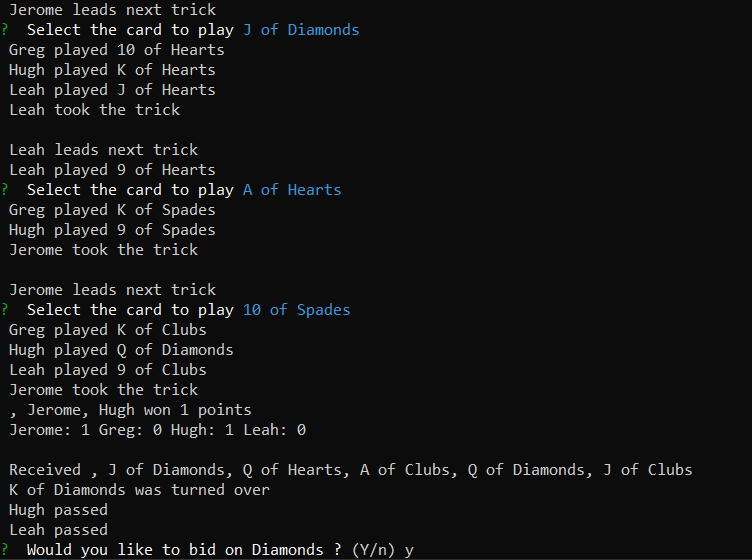 Jerome leads next trick
?  Select the card to play J of Diamonds
Greg played 10 of Hearts
Hugh played K of Hearts
Leah played J of Hearts
Leah took the trick

Leah leads next trick
Leah played 9 of Hearts
?  Select the card to play A of Hearts
Greg played K of Spades
Hugh played 9 of Spades
Jerome took the trick

Jerome leads next trick
?  Select the card to play 10 of Spades
Greg played K of Clubs
Hugh played Q of Diamonds
Leah played 9 of Clubs
Jerome took the trick
, Jerome, Hugh won 1 points
Jerome: 1 Greg: 0 Hugh: 1 Leah: 0

Received , J of Diamonds, Q of Hearts, A of Clubs, Q of Diamonds, J of Clubs
K of Diamonds was turned over
Hugh passed
Leah passed
?  Would you like to bid on Diamonds ? (Y/n) y